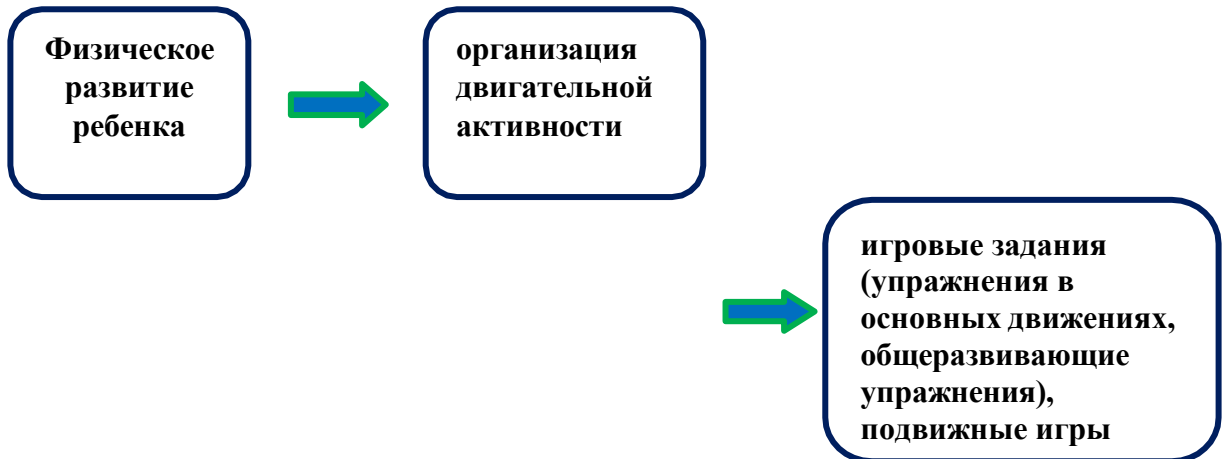 Физическое
развитие
ребенка
организация
двигательной
активности
игровые задания
(упражнения в
основных движениях,
общеразвивающие
упражнения),
подвижные игры